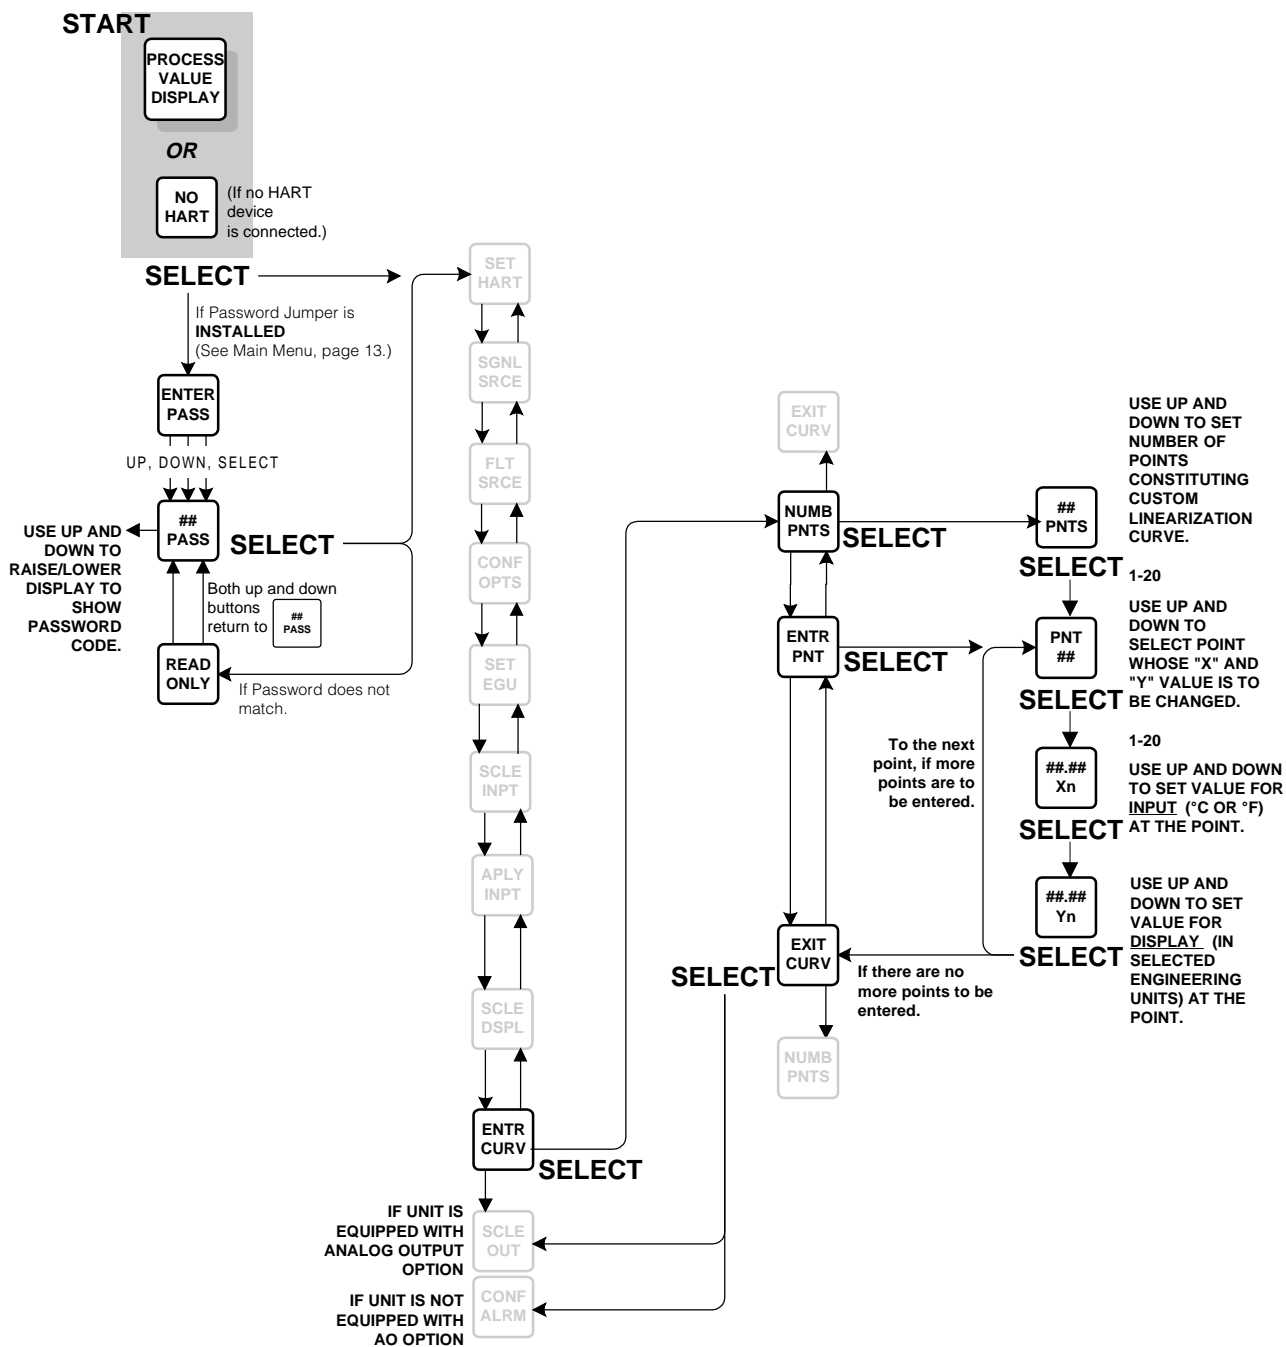 START
PROCESS
VALUE
DISPLAY
OR
NO
HART
(If no HART
device
is connected.)
SELECT
If Password Jumper is
INSTALLED
(See Main Menu, page 13.)
ENTER
PASS
UP, DOWN, SELECT
##
PASS
SELECT
USE UP AND
DOWN TO
RAISE/LOWER
DISPLAY TO
SHOW
PASSWORD
CODE.
Both up and down
buttons
return to
##
PASS
READ
ONLY
If Password does not
match.
SET
HART
SGNL
SRCE
FLT
SRCE
CONF
OPTS
SET
EGU
SCLE
INPT
APLY
INPT
SCLE
DSPL
ENTR
CURV
SELECT
IF UNIT IS
EQUIPPED WITH
ANALOG OUTPUT
OPTION
SCLE
OUT
IF UNIT IS NOT
EQUIPPED WITH
AO OPTION
CONF
ALRM
EXIT
CURV
NUMB
PNTS
SELECT
ENTR
PNT
SELECT
To the next
point, if more
points are to
be entered.
EXIT
CURV
SELECT
If there are no
more points to be
entered.
NUMB
PNTS
##
PNTS
SELECT
USE UP AND
DOWN TO SET
NUMBER OF
POINTS
CONSTITUTING
CUSTOM
LINEARIZATION
CURVE.
1-20
PNT
##
SELECT
USE UP AND
DOWN TO
SELECT POINT
WHOSE "X" AND
"Y" VALUE IS TO
BE CHANGED.
1-20
##.##
Xn
SELECT
USE UP AND DOWN
TO SET VALUE FOR
INPUT (°C OR °F)
AT THE POINT.
##.##
Yn
SELECT
USE UP AND
DOWN TO SET
VALUE FOR
DISPLAY (IN
SELECTED
ENGINEERING
UNITS) AT THE
POINT.